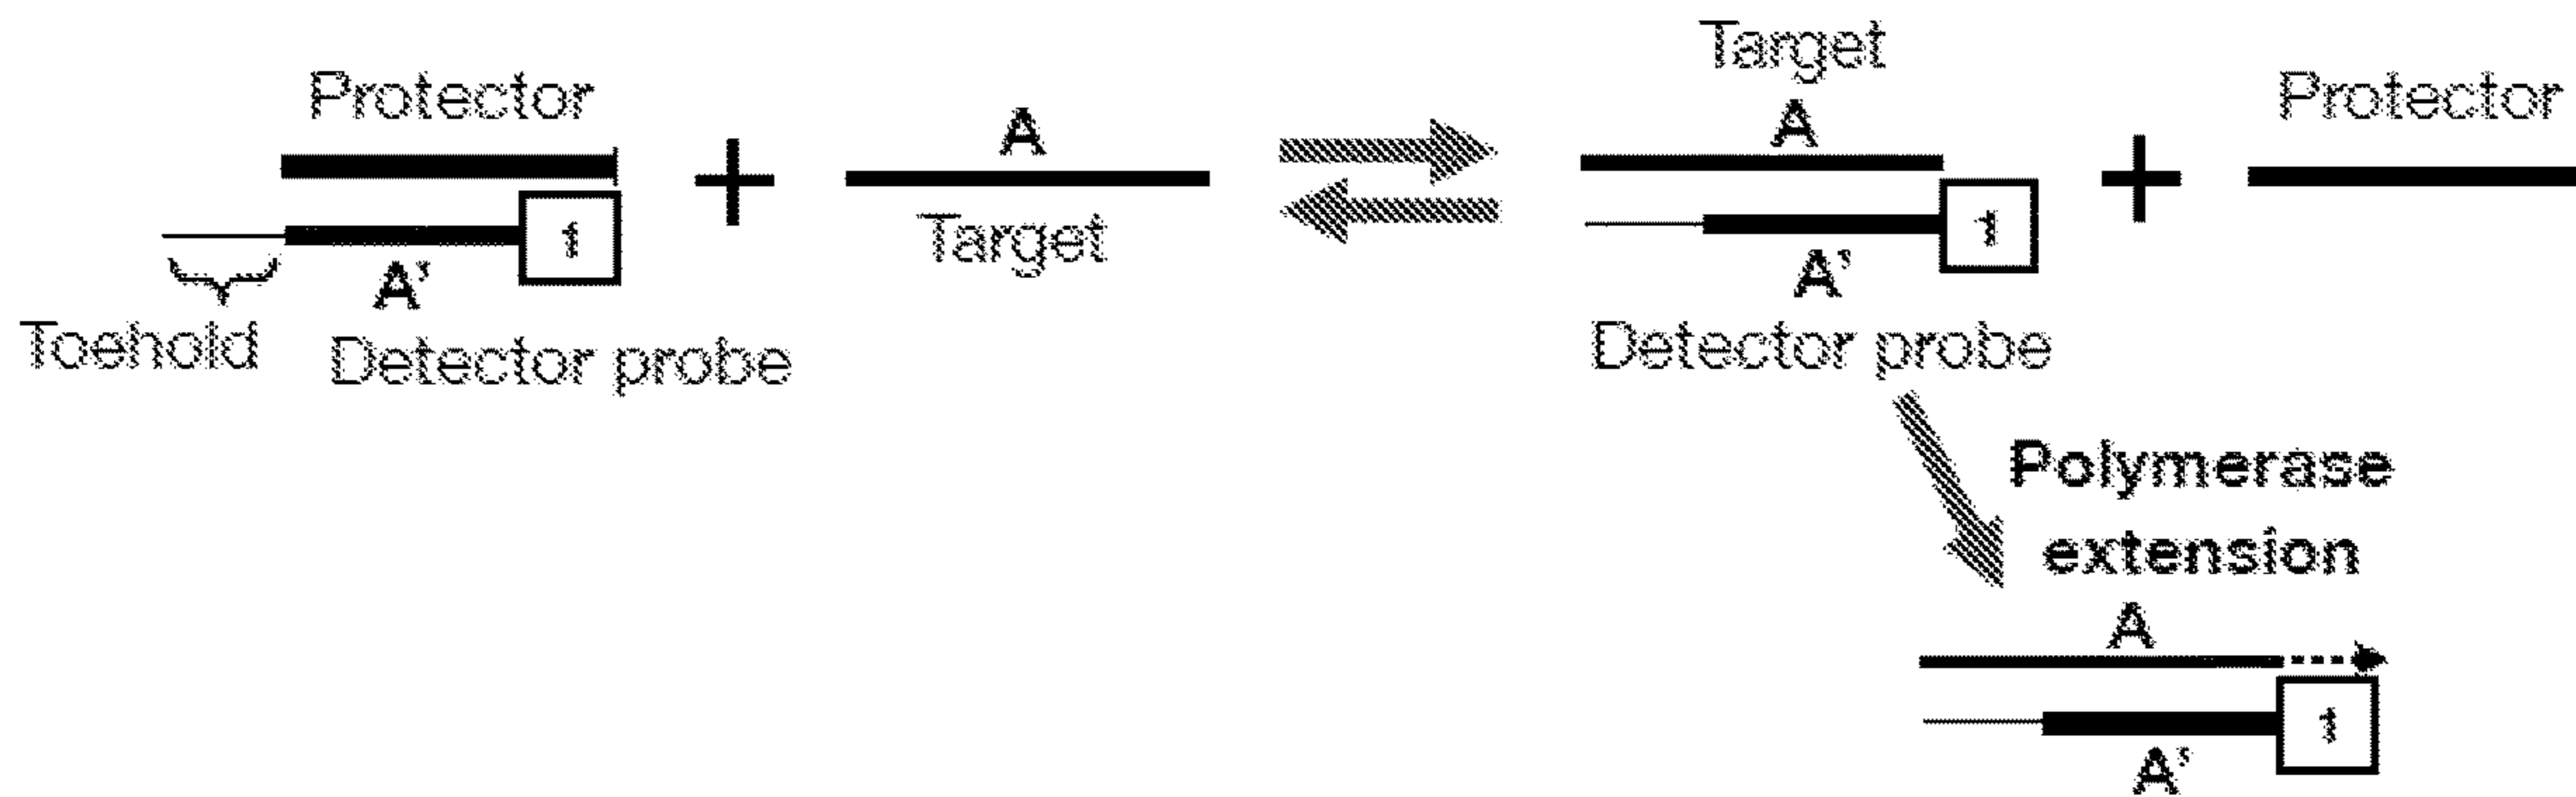 Protector
1
A'
Toehold
Detector probe
+
A
Target
Target
A
1
A'
Detector probe
+
Protector
Polymerase
extension
A
1
A'